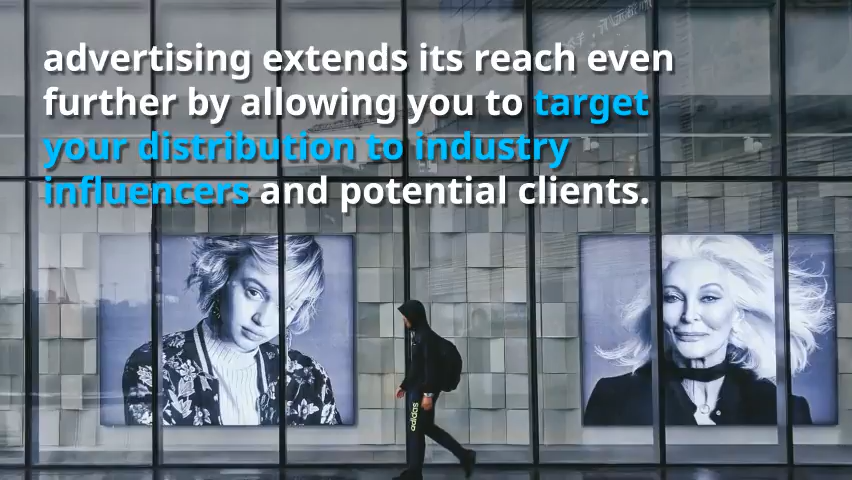 advertising extends its reach even
further by allowing you to target
your distribution to industry
influencers and potential clients.
adidas